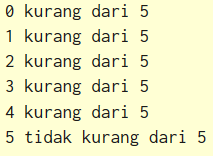 0 kurang dari 5
1 kurang dari 5
2 kurang dari 5
3 kurang dari 5
4 kurang dari 5
5 tidak kurang dari 5